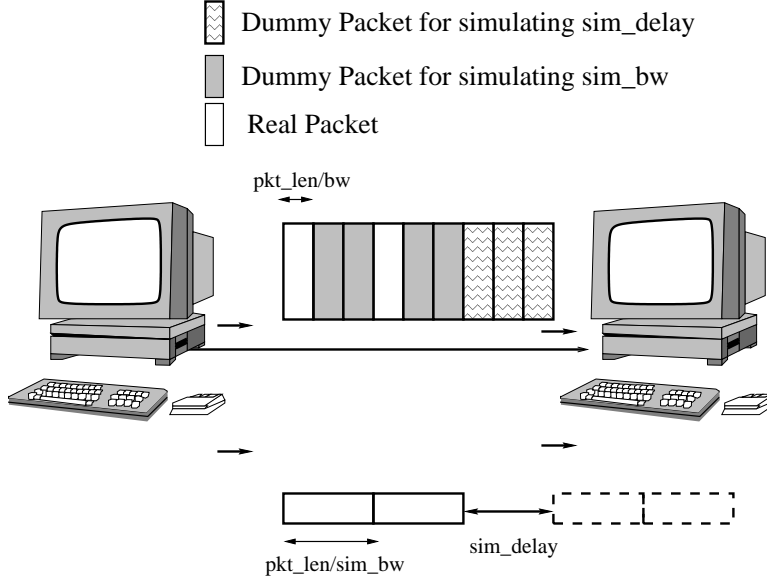 Dummy Packet for simulating sim_delay
Dummy Packet for simulating sim_bw
Real Packet
pkt_len/bw
sim_delay
pkt_len/sim_bw